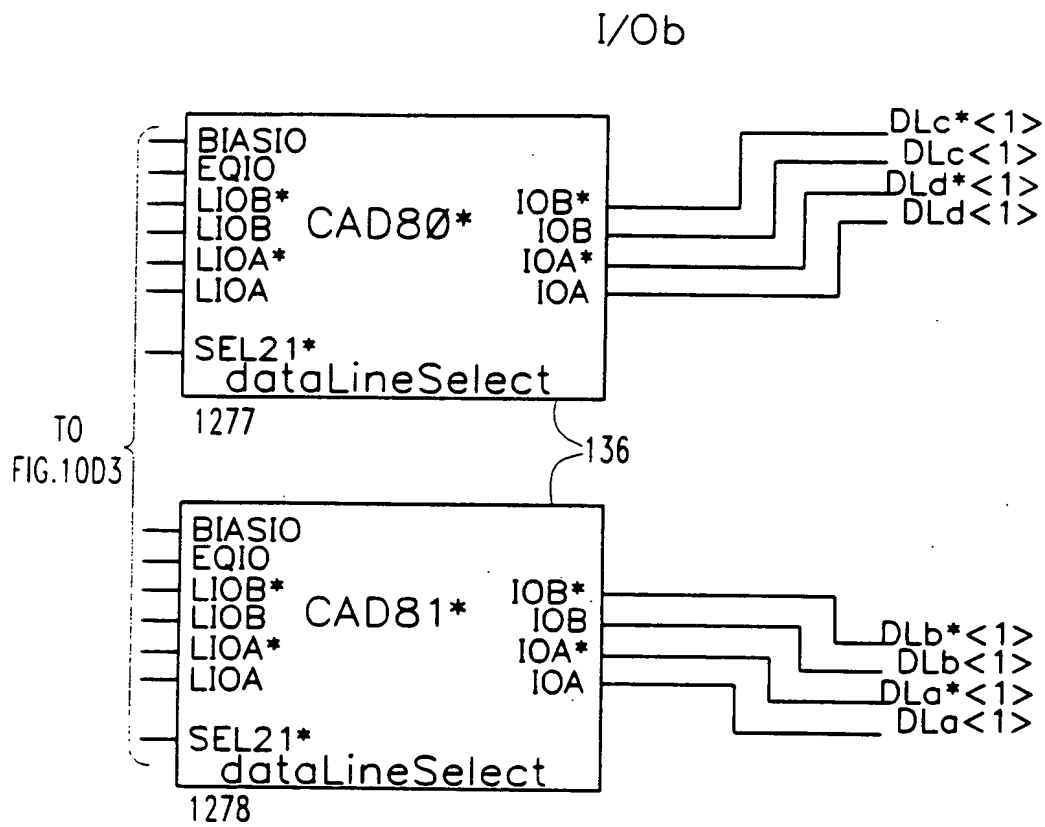 I/Ob
BIASIO
EQIO
LIOB*
LIOB
LIOA*
LIOA
SEL21*
CAD80*
IOB*
IOB
IOA*
IOA
dataLineSelect
DLc*<1>
DLc<1>
DLd*<1>
DLd<1>
1277
TO
FIG.10D3
136
BIASIO
EQIO
LIOB*
LIOB
LIOA*
LIOA
SEL21*
CAD81*
IOB*
IOB
IOA*
IOA
dataLineSelect
DLb*<1>
DLb<1>
DLa*<1>
DLa<1>
1278